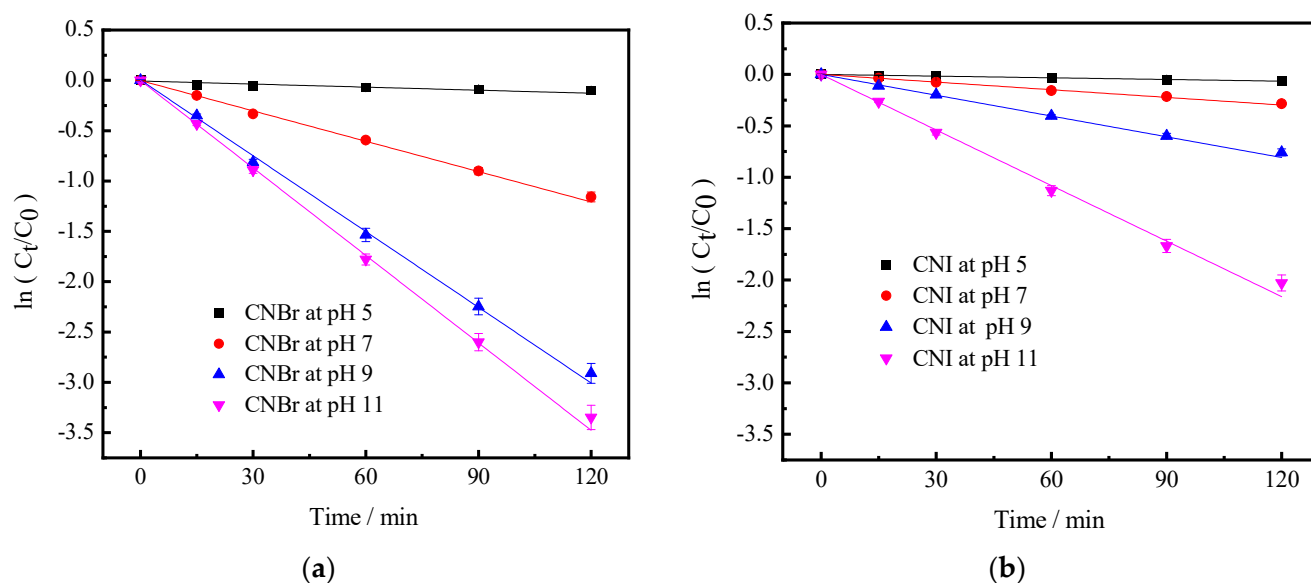 0.5
0.0
-0.5
-1.0
-1.5
-2.0
-2.5
-3.0
-3.5
ln ( Ct/C0 )
CNBr at pH 5
CNBr at pH 7
CNBr at pH 9
CNBr at pH 11
0 30 60 90 120
Time / min
(a)
0.5
0.0
-0.5
-1.0
-1.5
-2.0
-2.5
-3.0
-3.5
ln ( Ct/C0 )
CNI at pH 5
CNI at pH 7
CNI at pH 9
CNI at pH 11
0 30 60 90 120
Time / min
(b)